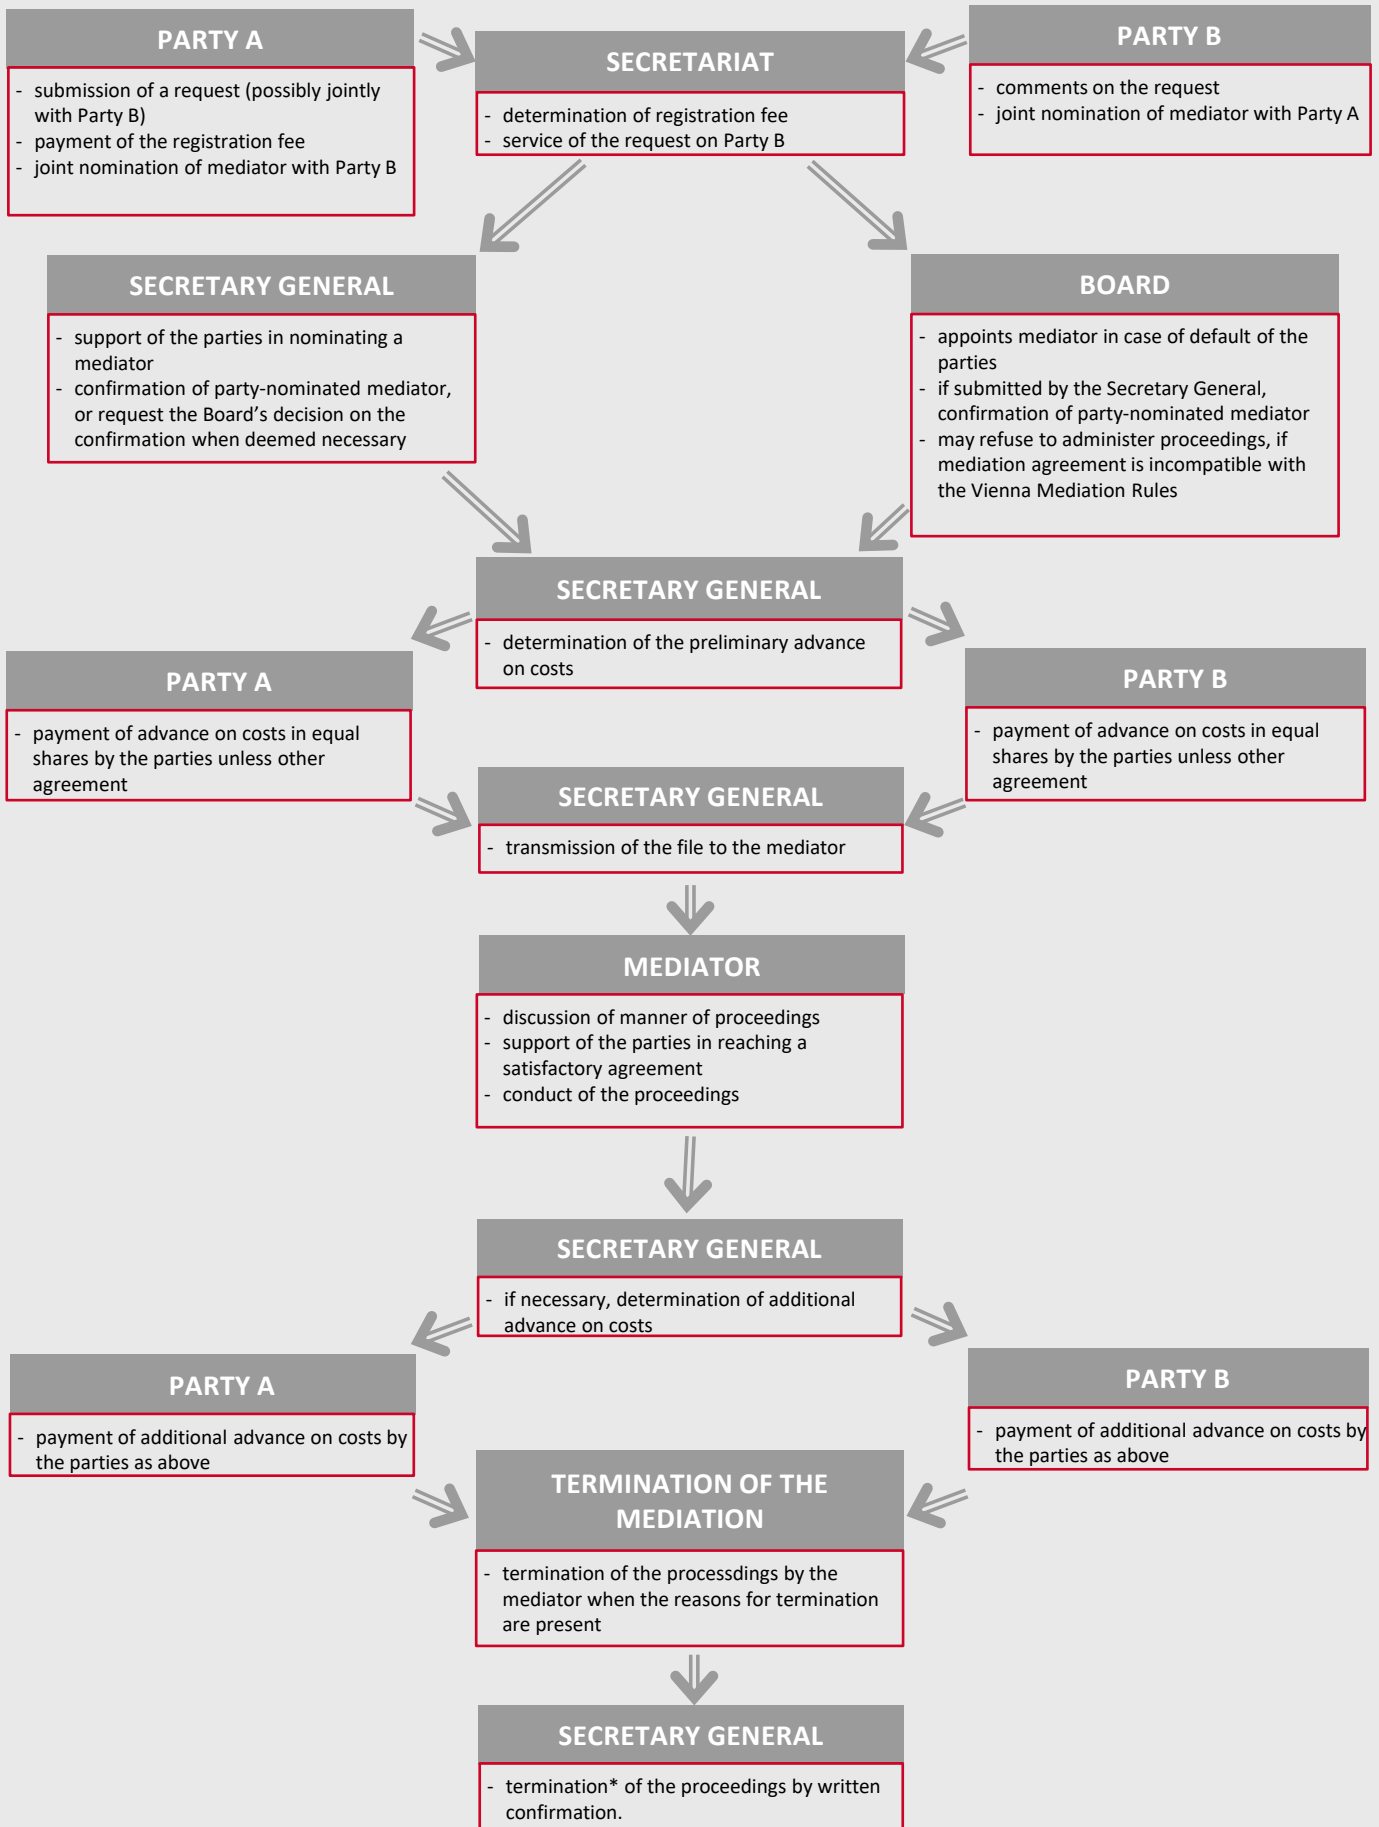 PARTY A
- submission of a request (possibly jointly
with Party B)
- payment of the registration fee
- joint nomination of mediator with Party B
SECRETARIAT
- determination of registration fee
- service of the request on Party B
PARTY B
- comments on the request
- joint nomination of mediator with Party A
SECRETARY GENERAL
- support of the parties in nominating a
mediator
- confirmation of party-nominated mediator,
or request the Board’s decision on the
confirmation when deemed necessary
BOARD
- appoints mediator in case of default of the
parties
- if submitted by the Secretary General,
confirmation of party-nominated mediator
- may refuse to administer proceedings, if
mediation agreement is incompatible with
the Vienna Mediation Rules
SECRETARY GENERAL
- determination of the preliminary advance
on costs
PARTY A
- payment of advance on costs in equal
shares by the parties unless other
agreement
PARTY B
- payment of advance on costs in equal
shares by the parties unless other
agreement
SECRETARY GENERAL
- transmission of the file to the mediator
MEDIATOR
- discussion of manner of proceedings
- support of the parties in reaching a
satisfactory agreement
- conduct of the proceedings
SECRETARY GENERAL
- if necessary, determination of additional
advance on costs
PARTY A
- payment of additional advance on costs by
the parties as above
PARTY B
- payment of additional advance on costs by
the parties as above
TERMINATION OF THE
MEDIATION
- termination of the processdings by the
mediator when the reasons for termination
are present
SECRETARY GENERAL
- termination* of the proceedings by written
confirmation.